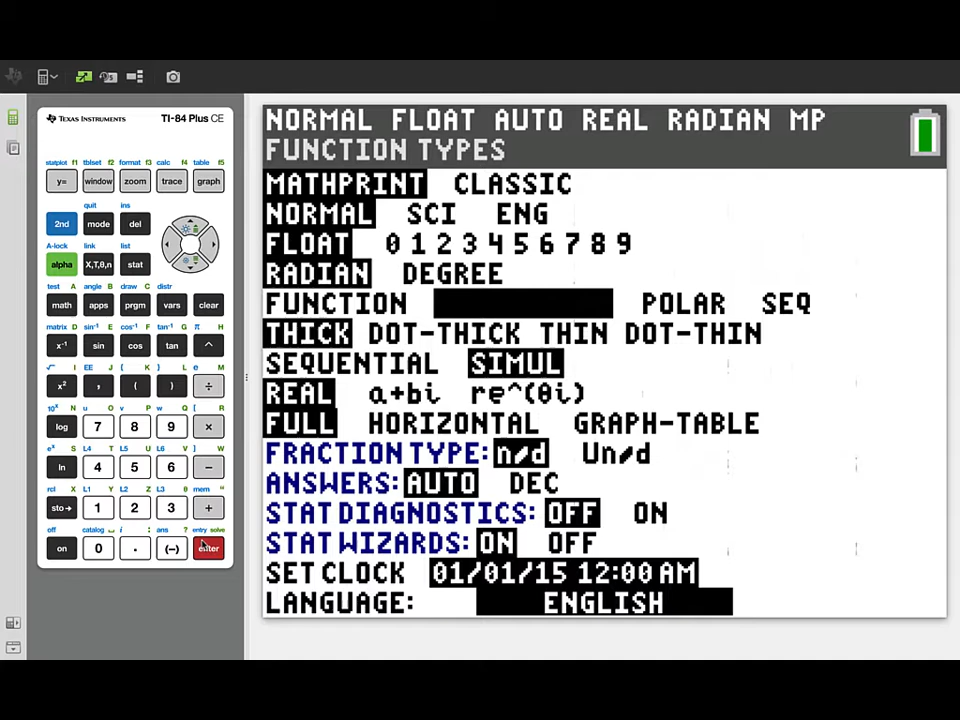 TEXAS INSTRUMENTS TI-84 Plus CE
statplot f1 tblset f2 format f3 calc f4 table f5
y= window zoom trace graph
quit ins
2nd mode del
A-lock link list
alpha X,T,θ,n stat
test A angle B draw C distr
math apps prgm vars clear
matrix D sin⁻¹ E cos⁻¹ F tan⁻¹ G π H
x⁻¹ sin cos tan ^
√ I EE J { K } L e M
x² , ( ) ÷
10ˣ N u O v P w Q [ R
log 7 8 9 ×
eˣ S L4 T L5 U L6 V ] W
ln 4 5 6 −
rcl X L1 Y L2 Z L3 θ mem "
sto→ 1 2 3 +
off catalog i : ans ? entry solve
on 0 . (−) enter
NORMAL FLOAT AUTO REAL RADIAN MP
FUNCTION TYPES
MATHPRINT CLASSIC
NORMAL SCI ENG
FLOAT 0 1 2 3 4 5 6 7 8 9
RADIAN DEGREE
FUNCTION POLAR SEQ
THICK DOT-THICK THIN DOT-THIN
SEQUENTIAL SIMUL
REAL a+bi re^(θi)
FULL HORIZONTAL GRAPH-TABLE
FRACTION TYPE: n/d Un/d
ANSWERS: AUTO DEC
STAT DIAGNOSTICS: OFF ON
STAT WIZARDS: ON OFF
SET CLOCK 01/01/15 12:00 AM
LANGUAGE: ENGLISH